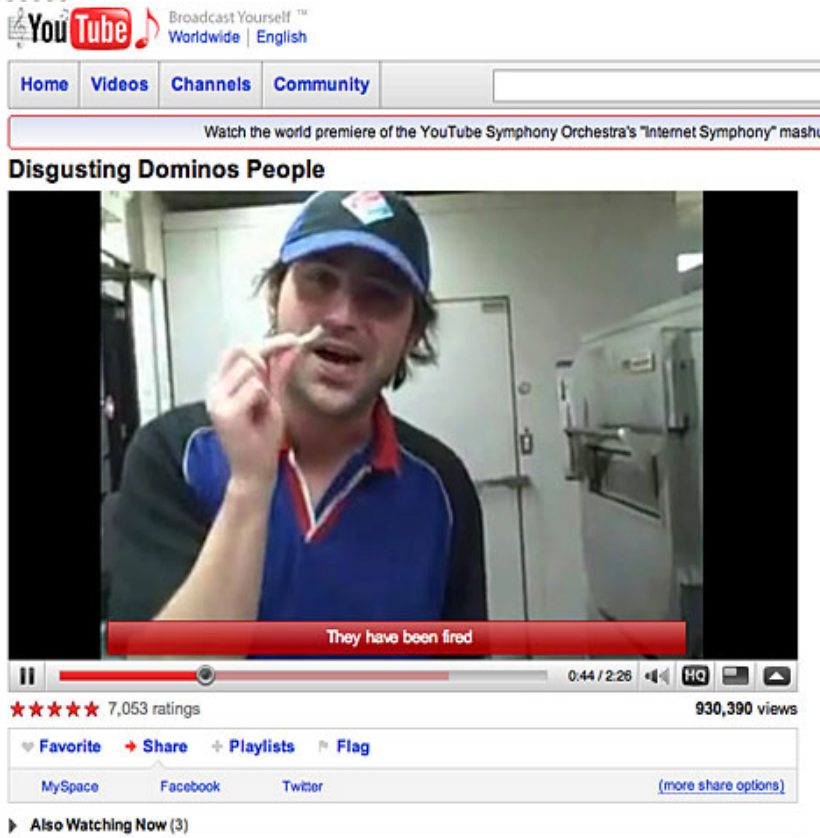 You Tube
Broadcast Yourself ™
Worldwide | English
Home Videos Channels Community
Watch the world premiere of the YouTube Symphony Orchestra's "Internet Symphony"
Disgusting Dominos People
They have been fired
0:44 / 2:26 HQ
7,053 ratings 930,390 views
Favorite Share Playlists Flag
MySpace Facebook Twitter (more share options)
Also Watching Now (3)